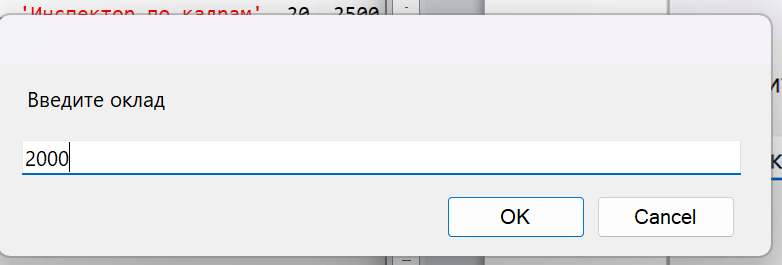 'Инспектор по кадрам', 20, 2500
Введите оклад
2000
OK
Cancel